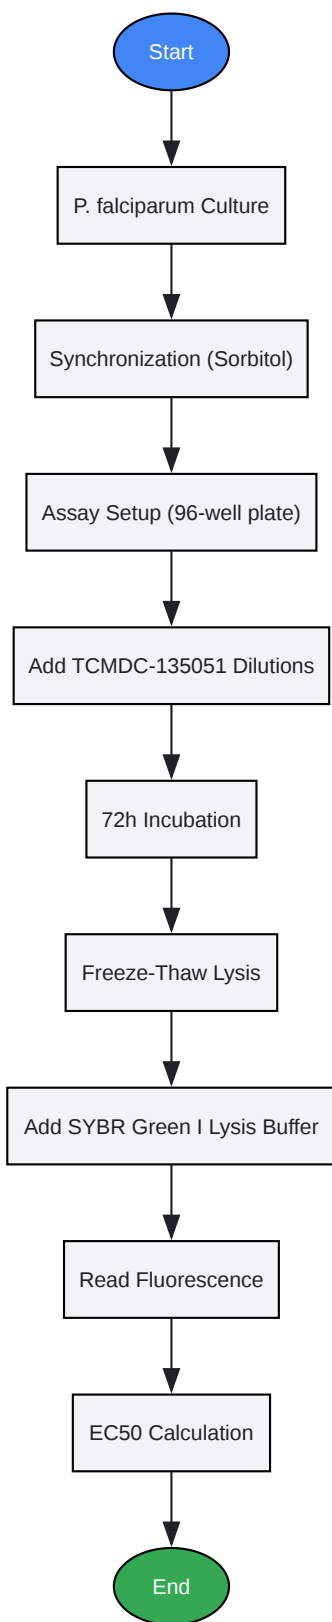 Start
P. falciparum Culture
Synchronization (Sorbitol)
Assay Setup (96-well plate)
Add TCMDC-135051 Dilutions
72h Incubation
Freeze-Thaw Lysis
Add SYBR Green I Lysis Buffer
Read Fluorescence
EC50 Calculation
End